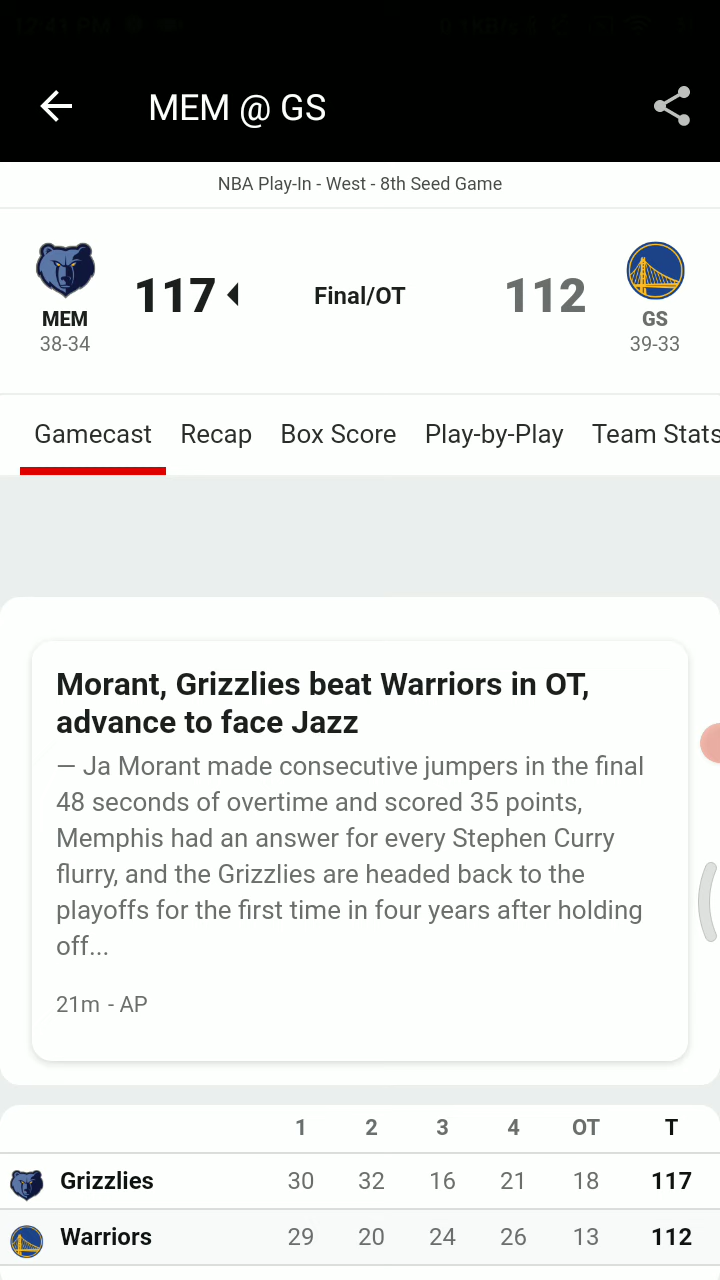 12:41 PM
MEM @ GS
NBA Play-In - West - 8th Seed Game
117 Final/OT 112
MEM GS
38-34 39-33
Gamecast Recap Box Score Play-by-Play Team Stats
Morant, Grizzlies beat Warriors in OT,
advance to face Jazz
— Ja Morant made consecutive jumpers in the final
48 seconds of overtime and scored 35 points,
Memphis had an answer for every Stephen Curry
flurry, and the Grizzlies are headed back to the
playoffs for the first time in four years after holding
off...
21m - AP
1 2 3 4 OT T
Grizzlies 30 32 16 21 18 117
Warriors 29 20 24 26 13 112